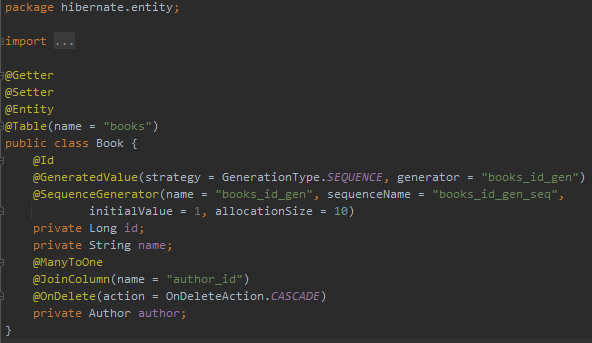 package hibernate.entity;
import ...
@Getter
@Setter
@Entity
@Table(name = "books")
public class Book {
@Id
@GeneratedValue(strategy = GenerationType.SEQUENCE, generator = "books_id_gen")
@SequenceGenerator(name = "books_id_gen", sequenceName = "books_id_gen_seq",
initialValue = 1, allocationSize = 10)
private Long id;
private String name;
@ManyToOne
@JoinColumn(name = "author_id")
@OnDelete(action = OnDeleteAction.CASCADE)
private Author author;
}